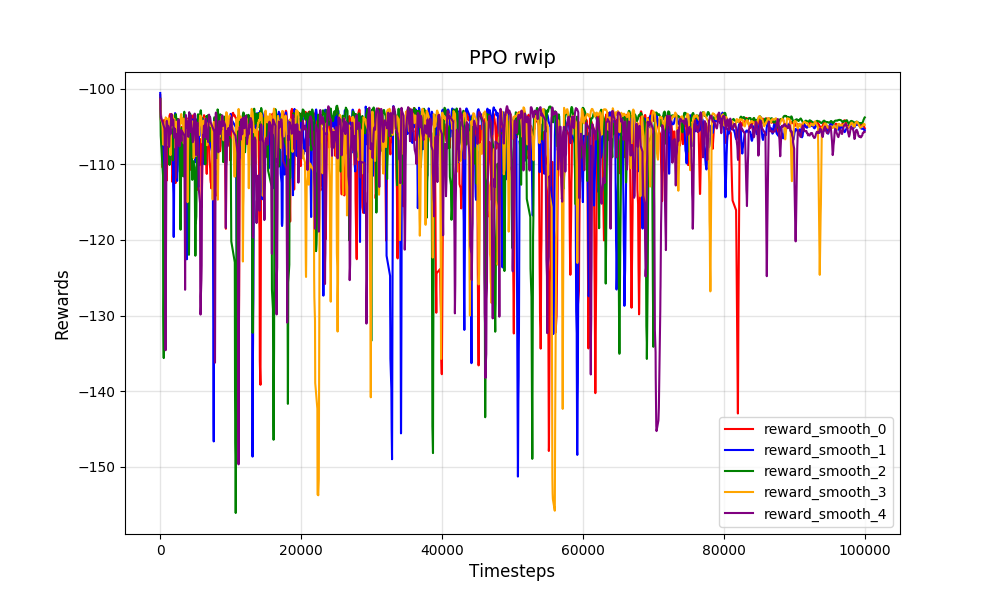 PPO rwip
Rewards
−100
−110
−120
−130
−140
−150
0
20000
40000
60000
80000
100000
Timesteps
reward_smooth_0
reward_smooth_1
reward_smooth_2
reward_smooth_3
reward_smooth_4